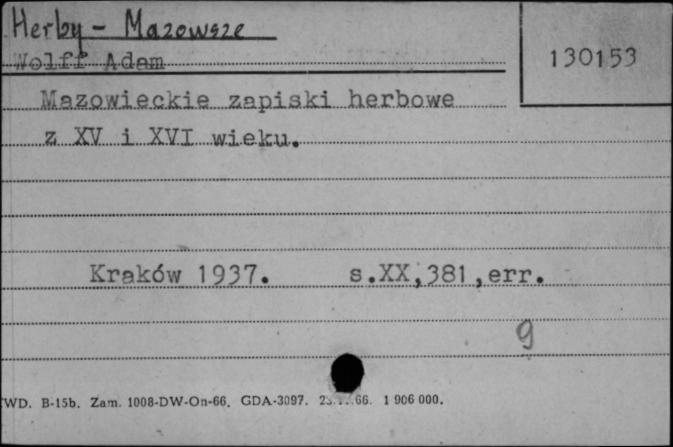 Herby - Mazowsze
Wolff Adam
130153
Mazowieckie zapiski herbowe
z XV i XVI wieku.
Kraków 1937. s.XX,381,err.
9
WD. B-15b. Zam. 1008-DW-On-66. GDA-3097. 66. 1 906 000.